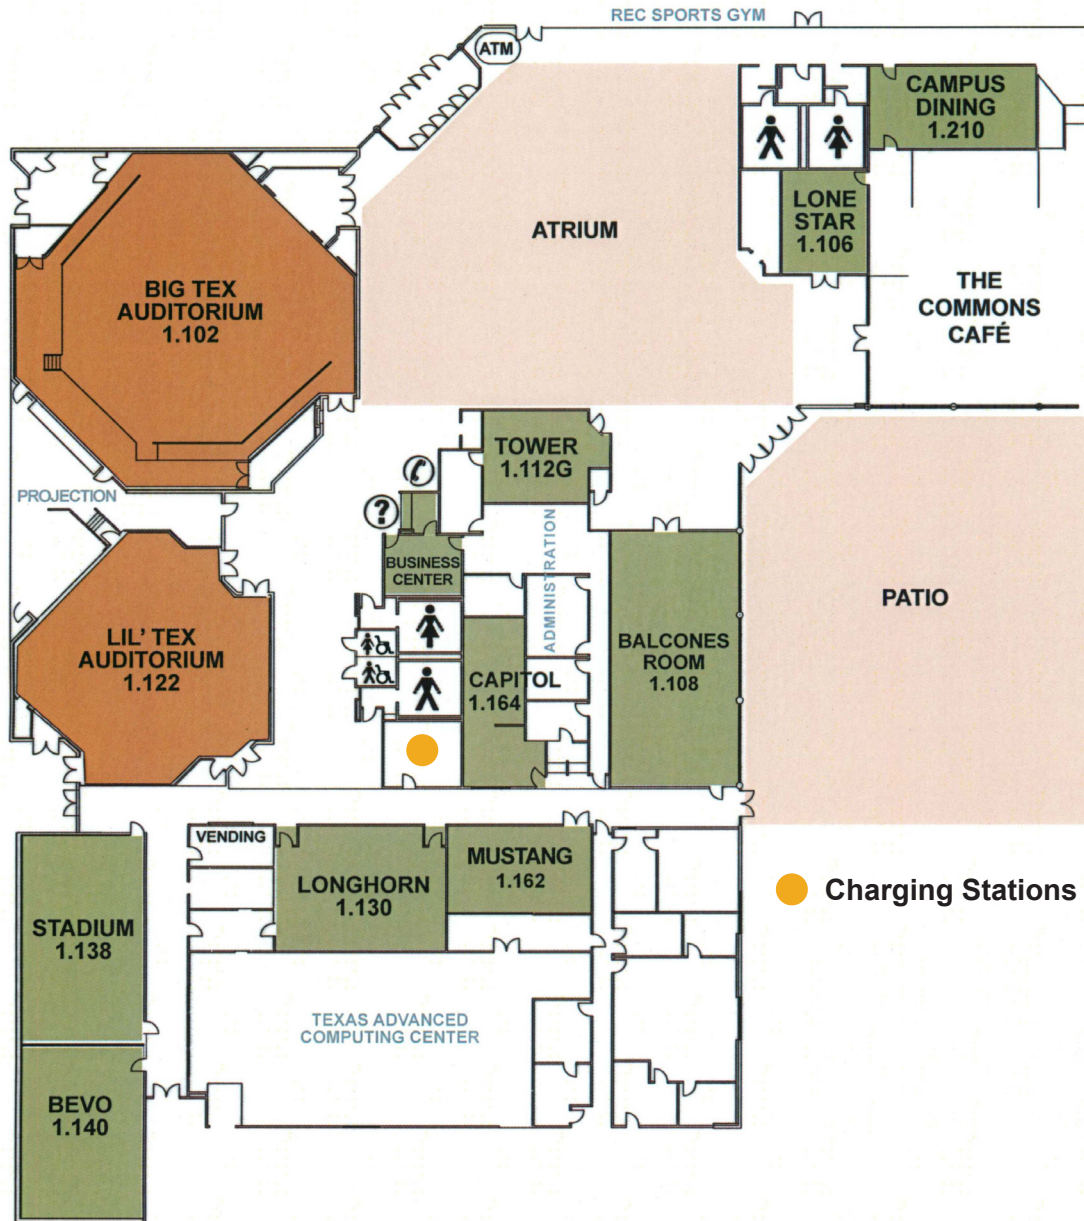 REC SPORTS GYM
ATM
CAMPUS
DINING
1.210
LONE
STAR
1.106
ATRIUM
THE
COMMONS
CAFÉ
BIG TEX
AUDITORIUM
1.102
TOWER
1.112G
PROJECTION
?
BUSINESS
CENTER
ADMINISTRATION
PATIO
LIL’ TEX
AUDITORIUM
1.122
CAPITOL
1.164
BALCONES
ROOM
1.108
VENDING
LONGHORN
1.130
MUSTANG
1.162
Charging Stations
STADIUM
1.138
TEXAS ADVANCED
COMPUTING CENTER
BEVO
1.140